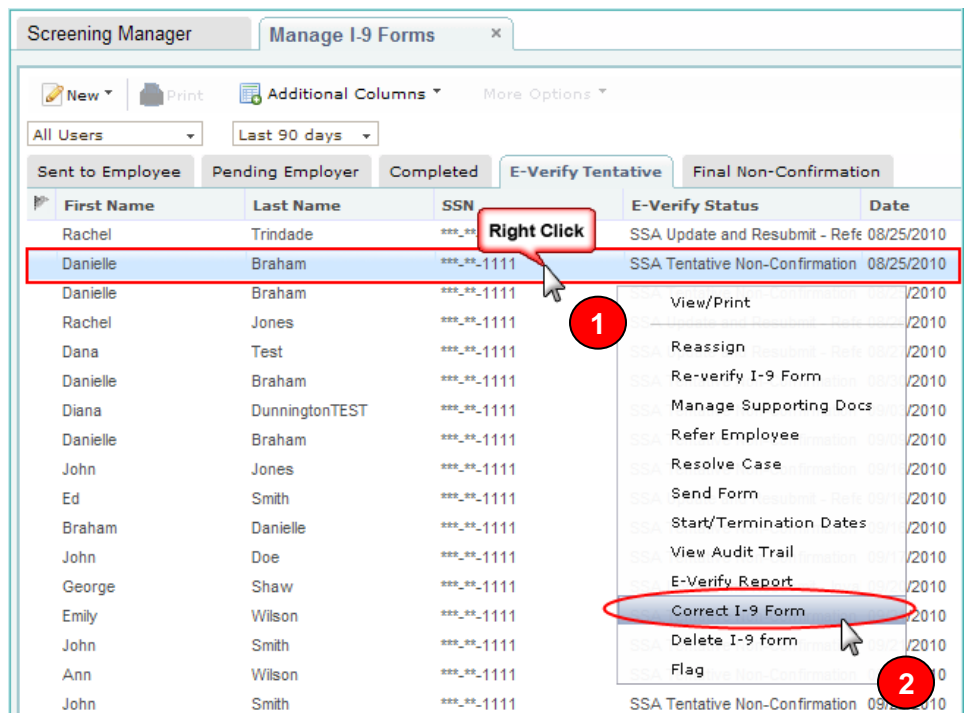 Screening Manager Manage I-9 Forms ×
New Print Additional Columns More Options
All Users Last 90 days
Sent to Employee Pending Employer Completed E-Verify Tentative Final Non-Confirmation
First Name Last Name SSN E-Verify Status Date
Rachel Trindade ***-** SSA Update and Resubmit - Refe 08/25/2010
Right Click
Danielle Braham ***-**-1111 SSA Tentative Non-Confirmation 08/25/2010
Danielle Braham ***-**-1111 /2010
View/Print
1
Rachel Jones ***-**-1111 SSA Update and Resubmit - Refe /2010
Dana Test ***-**-1111 Reassign /2010
Danielle Braham ***-**-1111 Re-verify I-9 Form /2010
Diana DunningtonTEST ***-**-1111 Manage Supporting Docs /2010
Danielle Braham ***-**-1111 Refer Employee /2010
John Jones ***-**-1111 Resolve Case /2010
Ed Smith ***-**-1111 Send Form /2010
Braham Danielle ***-**-1111 Start/Termination Dates /2010
John Doe ***-**-1111 View Audit Trail /2010
George Shaw ***-**-1111 E-Verify Report /2010
Emily Wilson ***-**-1111 Correct I-9 Form /2010
John Smith ***-**-1111 Delete I-9 form /2010
Ann Wilson ***-**-1111 Flag 0
2
John Smith ***-**-1111 SSA Tentative Non-Confirmation 09/ 010